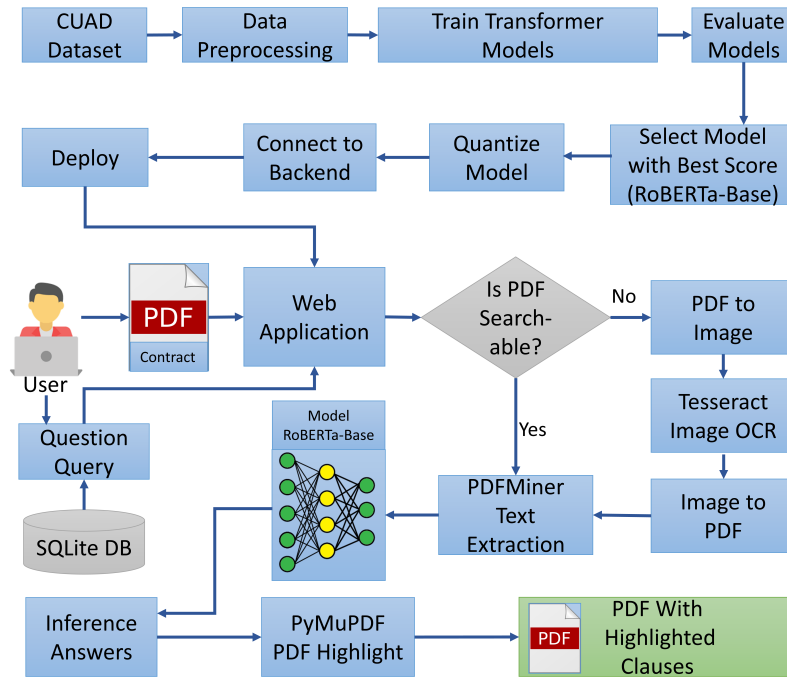 CUAD
Dataset
Data
Preprocessing
Train Transformer
Models
Evaluate
Models
Deploy
Connect to
Backend
Quantize
Model
Select Model
with Best Score
(RoBERTa-Base)
User
PDF
Contract
Web
Application
Is PDF
Search-
able?
No
Yes
PDF to
Image
Tesseract
Image OCR
Image to
PDF
Question
Query
SQLite DB
Model
RoBERTa-Base
PDFMiner
Text
Extraction
Inference
Answers
PyMuPDF
PDF Highlight
PDF
PDF With
Highlighted
Clauses